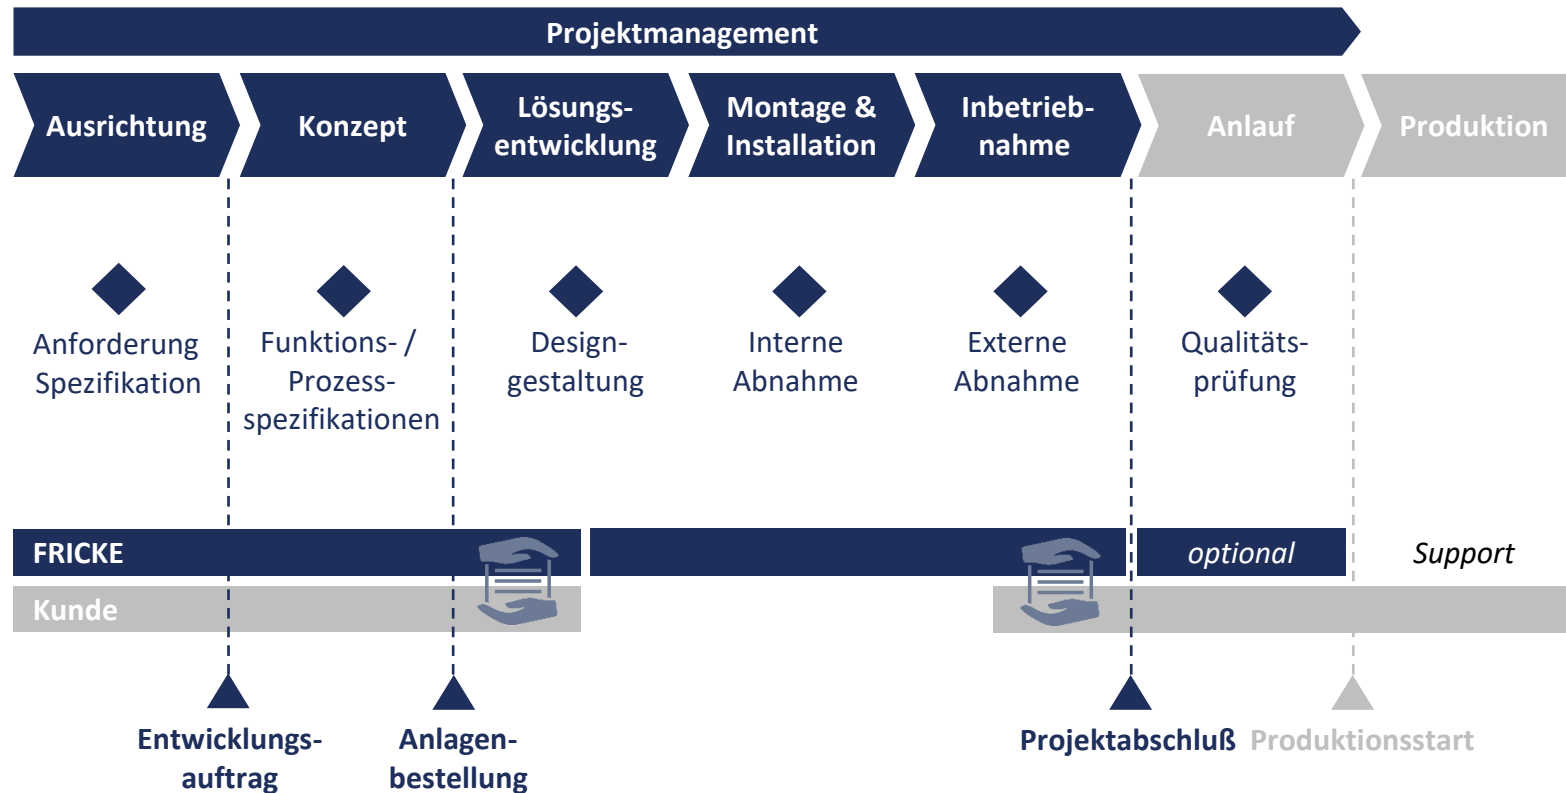 Projektmanagement
Ausrichtung
Konzept
Lösungs-
entwicklung
Montage &
Installation
Inbetrieb-
nahme
Anlauf
Produktion
Anforderung
Spezifikation
Funktions- /
Prozess-
spezifikationen
Design-
gestaltung
Interne
Abnahme
Externe
Abnahme
Qualitäts-
prüfung
FRICKE
optional
Support
Kunde
Entwicklungs-
auftrag
Anlagen-
bestellung
Projektabschluß
Produktionsstart